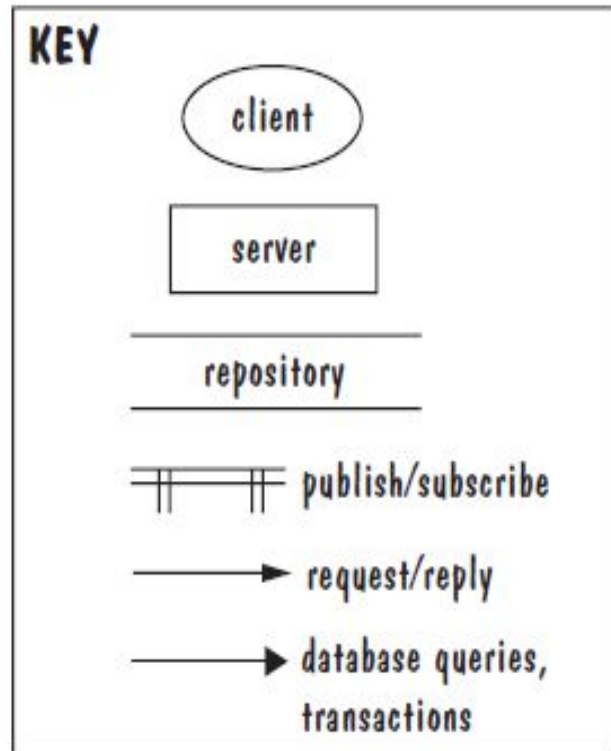 KEY
client
server
repository
publish/subscribe
request/reply
database queries,
transactions